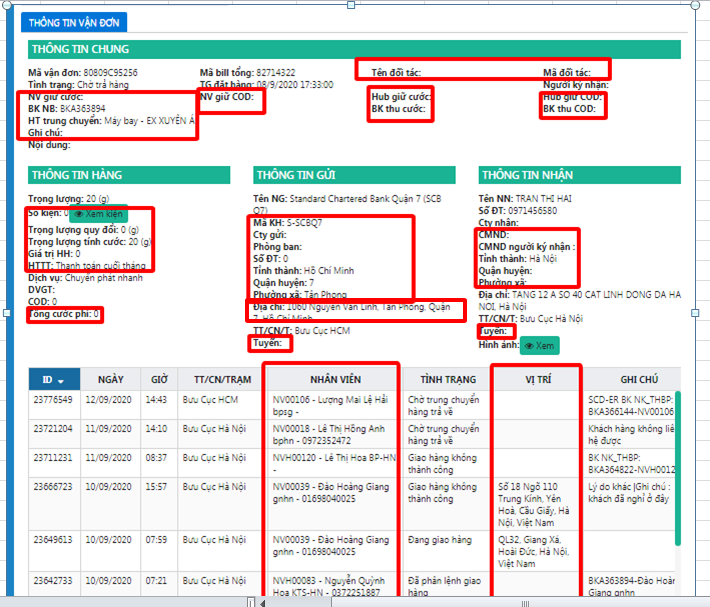 THÔNG TIN VẬN ĐƠN
THÔNG TIN CHUNG
Mã vận đơn: 80809C95256
Mã bill tổng: 82714322
Tên đối tác:
Mã đối tác:
Tình trạng: Chờ trả hàng
TG đặt hàng: 08/9/2020 17:33:00
Người ký nhận:
NV giữ cước:
NV giữ COD:
Hub giữ cước:
Hub giữ COD:
BK NB: BKA363894
BK thu cước:
BK thu COD:
HT trung chuyển: Máy bay - EX XUYÊN Á
Ghi chú:
Nội dung:
THÔNG TIN HÀNG
Trọng lượng: 20 (g)
Số kiện: 0 Xem kiện
Trọng lượng quy đổi: 0 (g)
Trọng lượng tính cước: 20 (g)
Giá trị HH: 0
HTTT: Thanh toán cuối tháng
Dịch vụ: Chuyển phát nhanh
DVGT:
COD: 0
Tổng cước phí: 0
THÔNG TIN GỬI
Tên NG: Standard Chartered Bank Quận 7 (SCB
Q7)
Mã KH: S-SCBQ7
Cty gửi:
Phòng ban:
Số ĐT: 0
Tỉnh thành: Hồ Chí Minh
Quận huyện: 7
Phường xã: Tân Phong
Địa chỉ: 1060 Nguyễn Văn Linh, Tân Phong, Quận
7, Hồ Chí Minh
TT/CN/T: Bưu Cục HCM
Tuyến:
THÔNG TIN NHẬN
Tên NN: TRAN THI HAI
Số ĐT: 0971456580
Cty nhận:
CMND:
CMND người ký nhận :
Tỉnh thành: Hà Nội
Quận huyện:
Phường xã:
Địa chỉ: TANG 12 A SO 40 CAT LINH DONG DA HA
NOI, Hà Nội
TT/CN/T: Bưu Cục Hà Nội
Tuyến:
Hình ảnh: Xem
ID NGÀY GIỜ TT/CN/TRẠM NHÂN VIÊN TÌNH TRẠNG VỊ TRÍ GHI CHÚ
23776549 12/09/2020 14:43 Bưu Cục HCM NV00106 - Lượng Mai Lệ Hải Chờ trung chuyển SCD-ER BK NK_THBP:
bpsg - hàng trả về BKA366144-NV00106
23721204 11/09/2020 14:10 Bưu Cục Hà Nội NV00018 - Lê Thị Hồng Anh Chờ trung chuyển Khách hàng không liê
bphn - 0972352472 hàng trả về hệ được
23711231 11/09/2020 08:37 Bưu Cục Hà Nội NVH00120 - Lê Thị Hoa BP-HN Giao hàng không BK NK_THBP:
- thành công BKA364822-NVH0012
23666723 10/09/2020 15:57 Bưu Cục Hà Nội NV00039 - Đào Hoàng Giang Giao hàng không Số 18 Ngõ 110 Lý do khác |Ghi chú :
gnhn - 01698040025 thành công Trung Kính, Yên khách đã nghỉ ở đây
Hoà, Cầu Giấy, Hà
Nội, Việt Nam
23649613 10/09/2020 07:59 Bưu Cục Hà Nội NV00039 - Đào Hoàng Giang Đang giao hàng QL32, Giang Xá,
gnhn - 01698040025 Hoài Đức, Hà Nội,
Việt Nam
23642733 10/09/2020 07:21 Bưu Cục Hà Nội NVH00083 - Nguyễn Quỳnh Đã phân lệnh giao BKA363894-Đào Hoàn
Hoa KTS-HN - 0372251887 hàng Giang gnhn